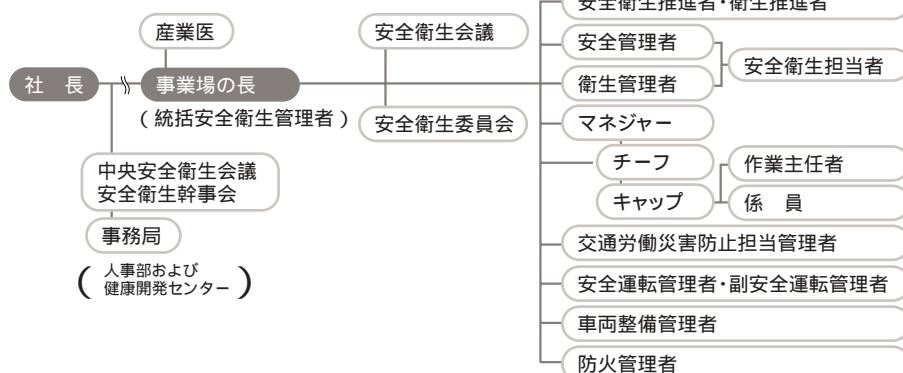 安全衛生推進者・衛生推進者
産業医
安全衛生会議
安全管理者
安全衛生担当者
社　長
事業場の長
衛生管理者
（統括安全衛生管理者）
安全衛生委員会
マネジャー
中央安全衛生会議
安全衛生幹事会
チーフ
作業主任者
キャップ
係　員
事務局
交通労働災害防止担当管理者
（人事部および
健康開発センター）
安全運転管理者・副安全運転管理者
車両整備管理者
防火管理者